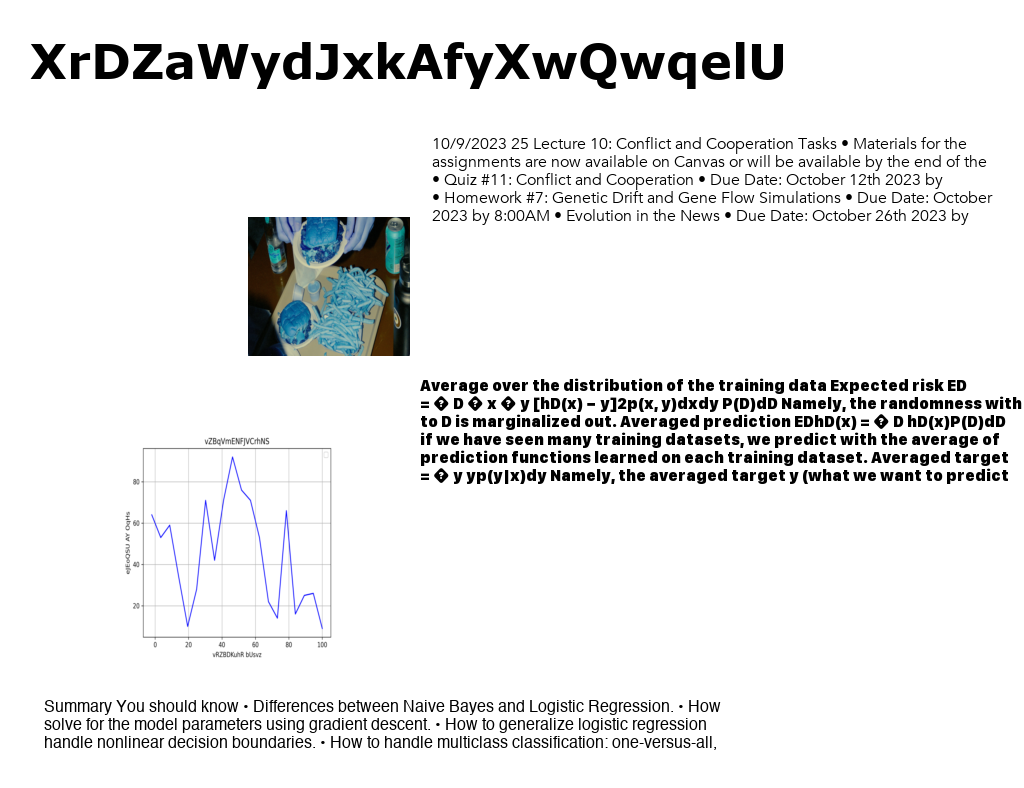 XrDZaWydJxkAfyXwQwqelU
10/9/2023 25 Lecture 10: Conflict and Cooperation Tasks • Materials for the
assignments are now available on Canvas or will be available by the end of the
• Quiz #11: Conflict and Cooperation • Due Date: October 12th 2023 by
• Homework #7: Genetic Drift and Gene Flow Simulations • Due Date: October
2023 by 8:00AM • Evolution in the News • Due Date: October 26th 2023 by
Average over the distribution of the training data Expected risk ED
= � D � x � y [hD(x) − y]2p(x, y)dxdy P(D)dD Namely, the randomness with
to D is marginalized out. Averaged prediction EDhD(x) = � D hD(x)P(D)dD
if we have seen many training datasets, we predict with the average of
prediction functions learned on each training dataset. Averaged target
= � y yp(y|x)dy Namely, the averaged target y (what we want to predict
vZBqVmENFJVCrhNS
80
60
40
20
ejEoQSU AY OqHs
0 20 40 60 80 100
vRZBDKuhR bUsvz
Summary You should know • Differences between Naive Bayes and Logistic Regression. • How
solve for the model parameters using gradient descent. • How to generalize logistic regression
handle nonlinear decision boundaries. • How to handle multiclass classification: one-versus-all,